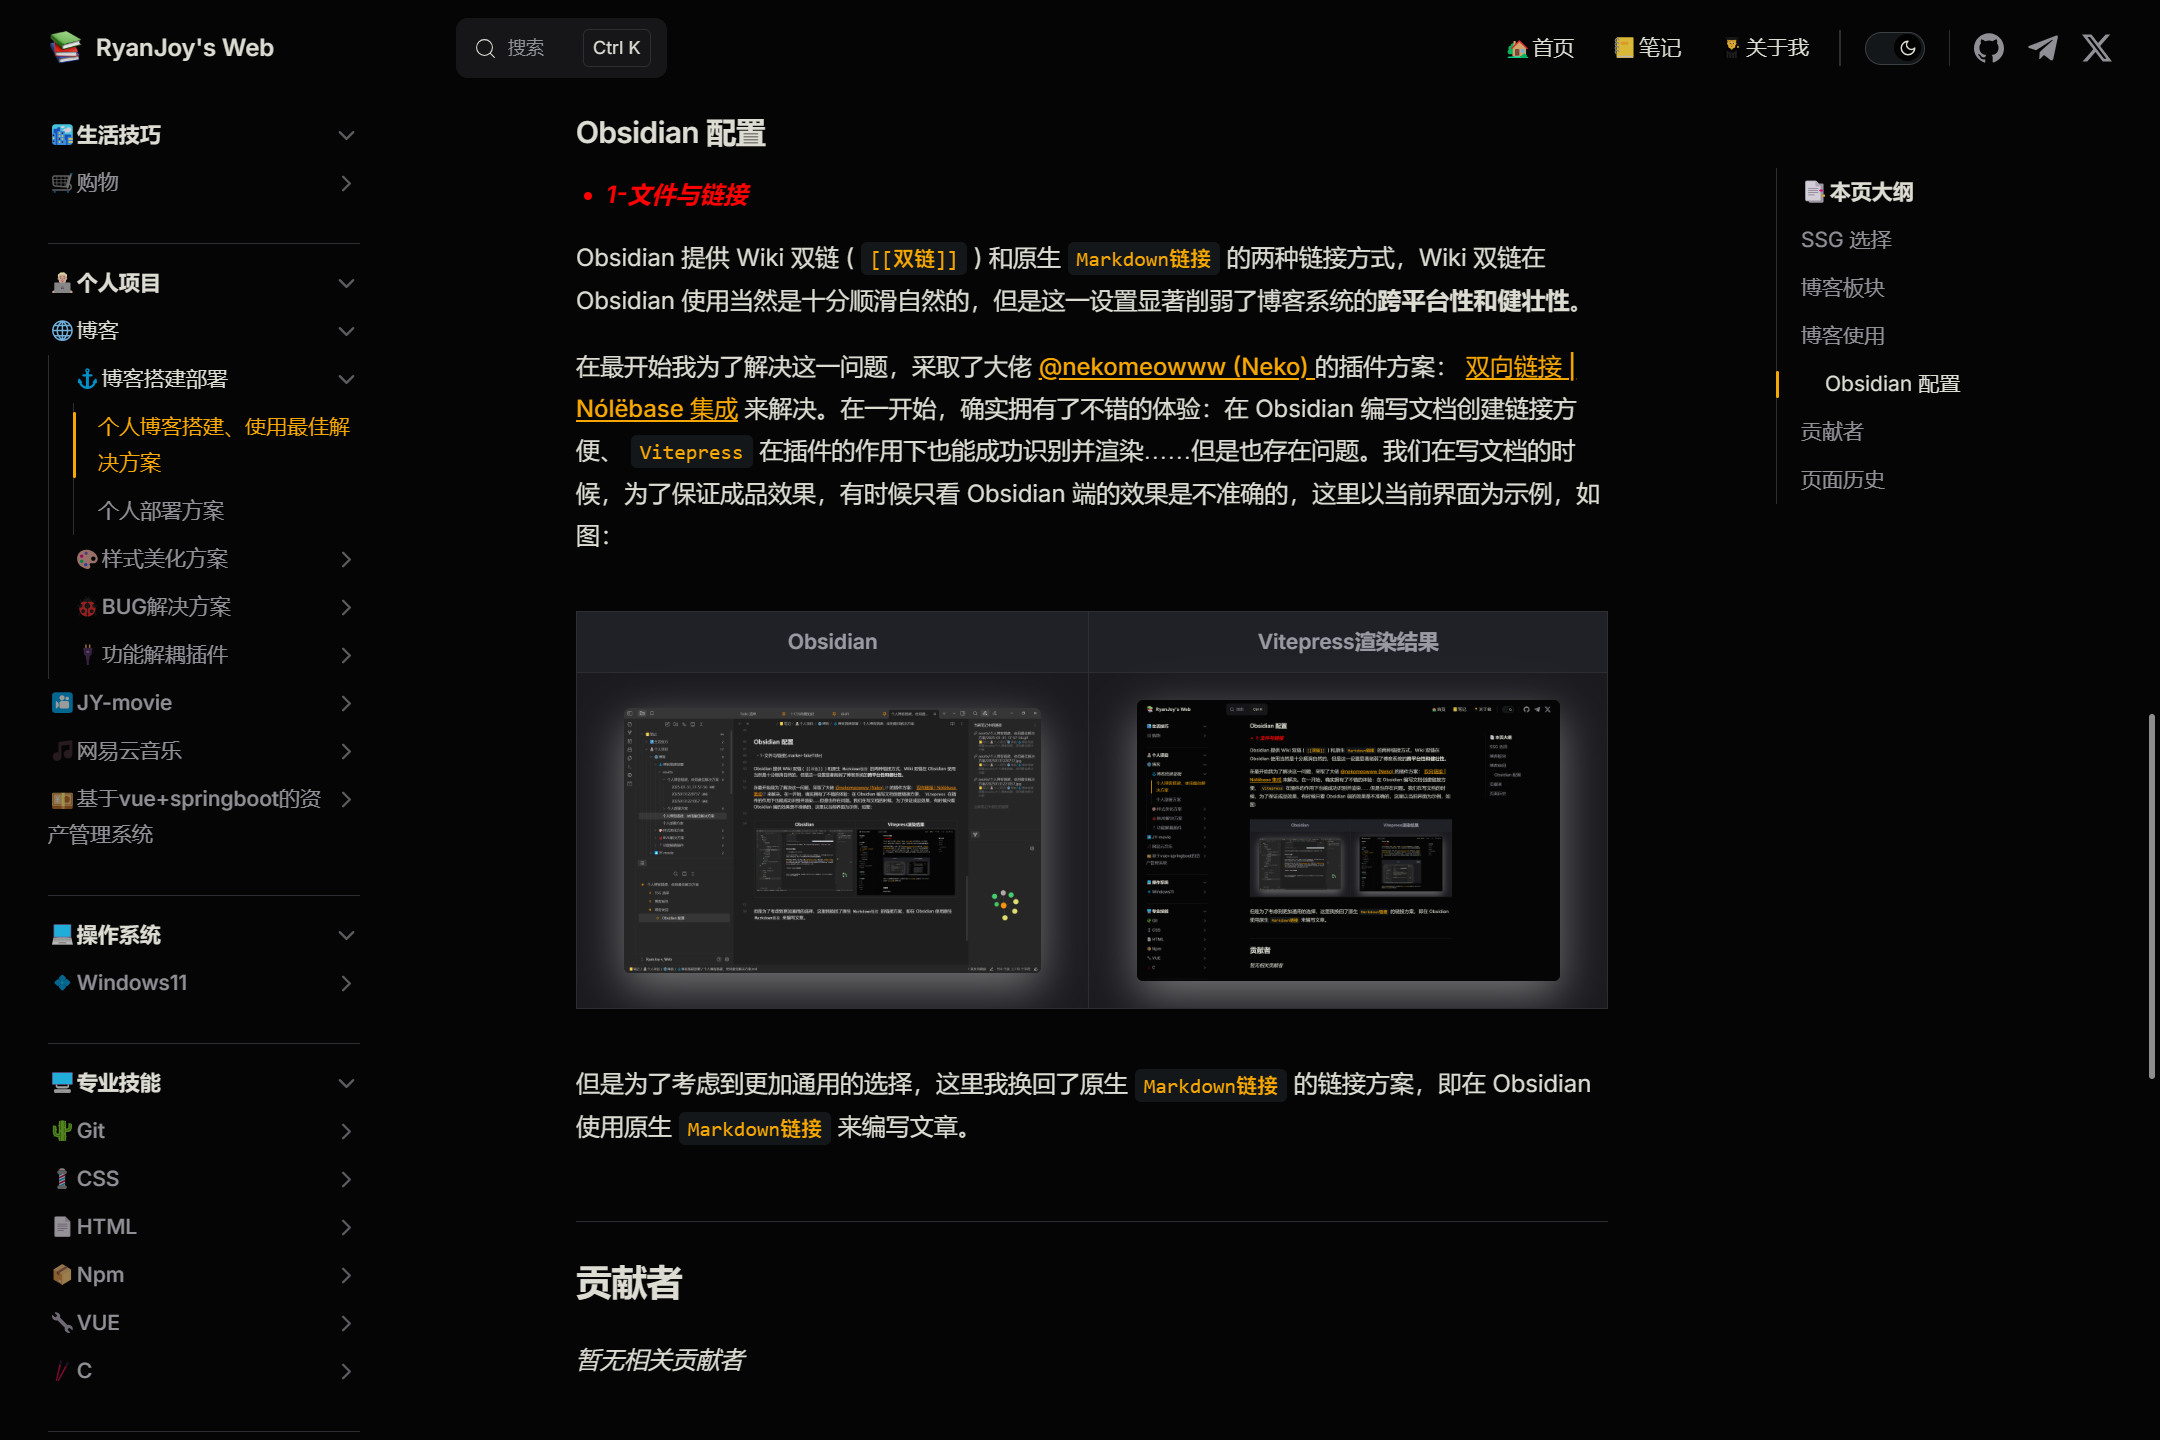 RyanJoy's Web
搜索
Ctrl K
首页
笔记
关于我
生活技巧
购物
个人项目
博客
博客搭建部署
个人博客搭建、使用最佳解
决方案
个人部署方案
样式美化方案
BUG解决方案
功能解耦插件
JY-movie
网易云音乐
基于vue+springboot的资
产管理系统
操作系统
Windows11
专业技能
Git
CSS
HTML
Npm
VUE
C
Obsidian 配置
1-文件与链接
Obsidian 提供 Wiki 双链 ( [[双链]] ) 和原生 Markdown链接 的两种链接方式，Wiki 双链在
Obsidian 使用当然是十分顺滑自然的，但是这一设置显著削弱了博客系统的跨平台性和健壮性。
在最开始我为了解决这一问题，采取了大佬 @nekomeowww (Neko) 的插件方案： 双向链接 |
Nólëbase 集成 来解决。在一开始，确实拥有了不错的体验：在 Obsidian 编写文档创建链接方
便、 Vitepress 在插件的作用下也能成功识别并渲染……但是也存在问题。我们在写文档的时
候，为了保证成品效果，有时候只看 Obsidian 端的效果是不准确的，这里以当前界面为示例，如
图：
Obsidian
Vitepress渲染结果
但是为了考虑到更加通用的选择，这里我换回了原生 Markdown链接 的链接方案，即在 Obsidian
使用原生 Markdown链接 来编写文章。
贡献者
暂无相关贡献者
本页大纲
SSG 选择
博客板块
博客使用
Obsidian 配置
贡献者
页面历史